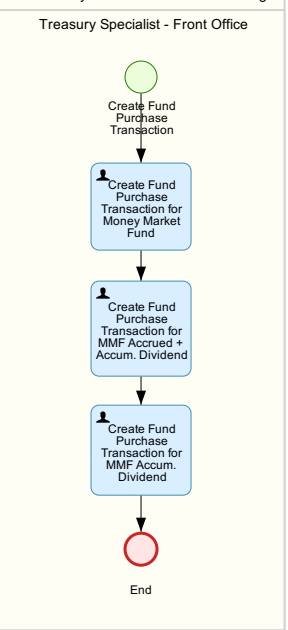 Treasury Specialist - Front Office
Create Fund
Purchase
Transaction
Create Fund
Purchase
Transaction for
Money Market
Fund
Create Fund
Purchase
Transaction for
MMF Accrued +
Accum. Dividend
Create Fund
Purchase
Transaction for
MMF Accum.
Dividend
End